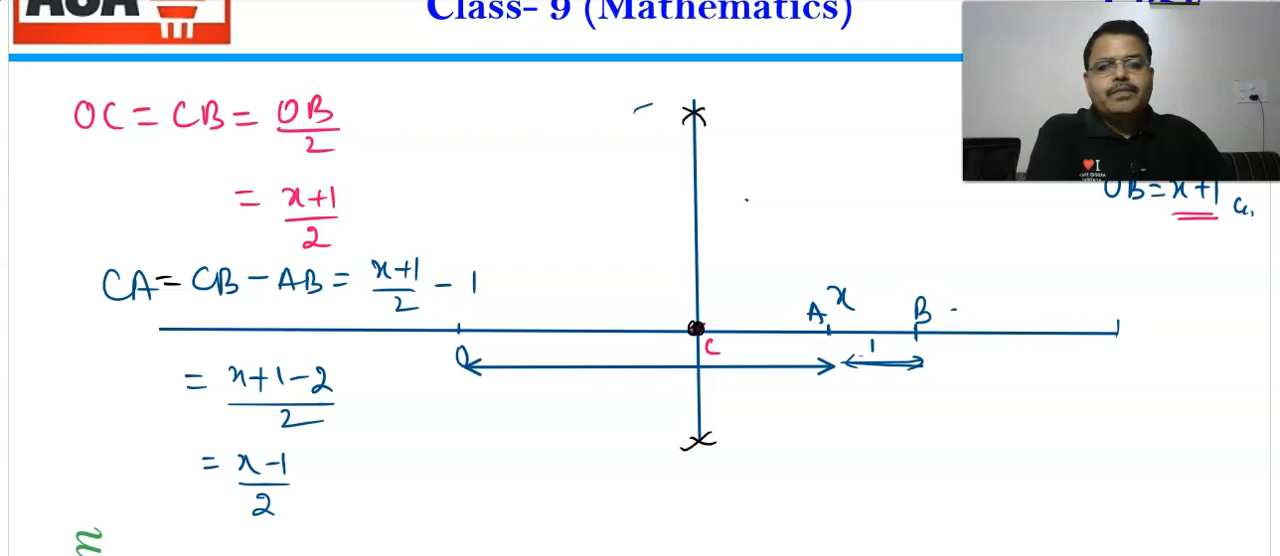 Class- 9 (Mathematics)
OC = CB = OB/2
= x+1/2
OB = x+1
CA = CB - AB = x+1/2 - 1
A x
B
C
1
O
= x+1-2/2
= x-1/2
I
n